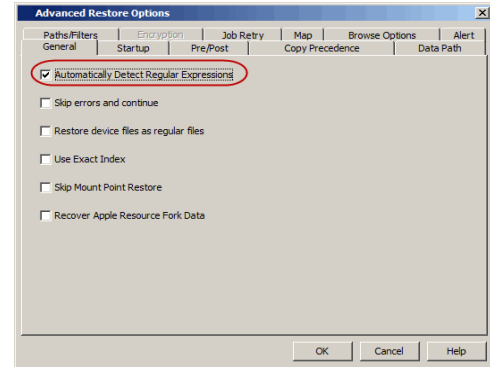 Advanced Restore Options
Paths/Filters Encryption Job Retry Map Browse Options Alert
General Startup Pre/Post Copy Precedence Data Path
Automatically Detect Regular Expressions
Skip errors and continue
Restore device files as regular files
Use Exact Index
Skip Mount Point Restore
Recover Apple Resource Fork Data
OK Cancel Help